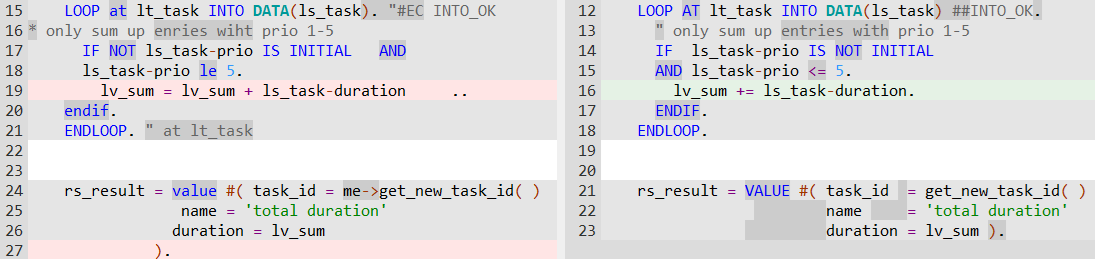 15 LOOP at lt_task INTO DATA(ls_task). "#EC INTO_OK
16 * only sum up enries wiht prio 1-5
17 IF NOT ls_task-prio IS INITIAL AND
18 ls_task-prio le 5.
19 lv_sum = lv_sum + ls_task-duration ..
20 endif.
21 ENDLOOP. " at lt_task
22
23
24 rs_result = value #( task_id = me->get_new_task_id( )
25 name = 'total duration'
26 duration = lv_sum
27 ).
12 LOOP AT lt_task INTO DATA(ls_task) ##INTO_OK.
13 " only sum up entries with prio 1-5
14 IF ls_task-prio IS NOT INITIAL
15 AND ls_task-prio <= 5.
16 lv_sum += ls_task-duration.
17 ENDIF.
18 ENDLOOP.
19
20
21 rs_result = VALUE #( task_id = get_new_task_id( )
22 name = 'total duration'
23 duration = lv_sum ).